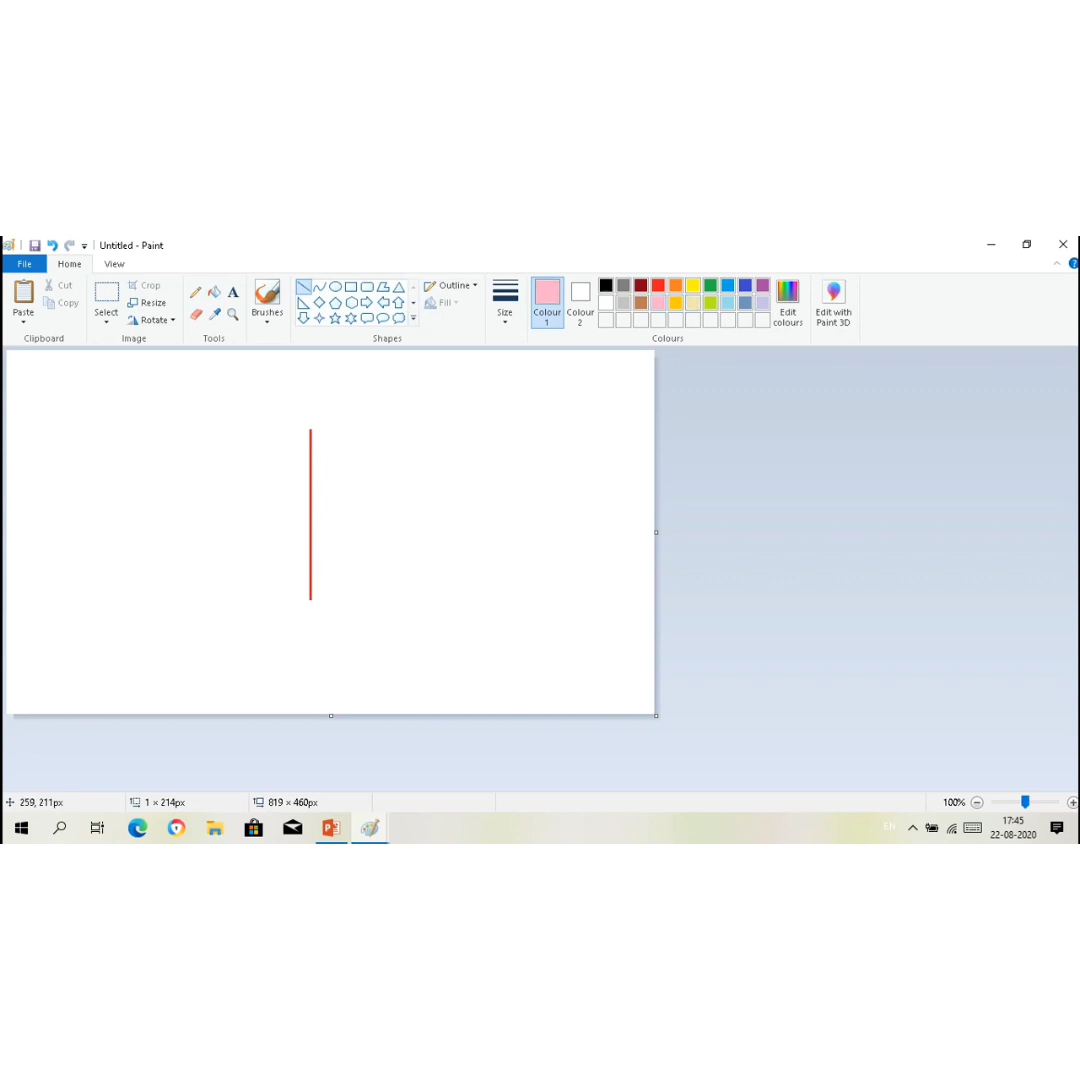 Untitled - Paint
File Home View
Paste
Cut
Copy
Clipboard
Select
Crop
Resize
Rotate
Image
A
Tools
Brushes
Shapes
Outline
Fill
Size
Colour 1
Colour 2
Colours
Edit colours
Edit with Paint 3D
259, 211px 1 × 214px 819 × 460px 100%
EN 17:45
22-08-2020